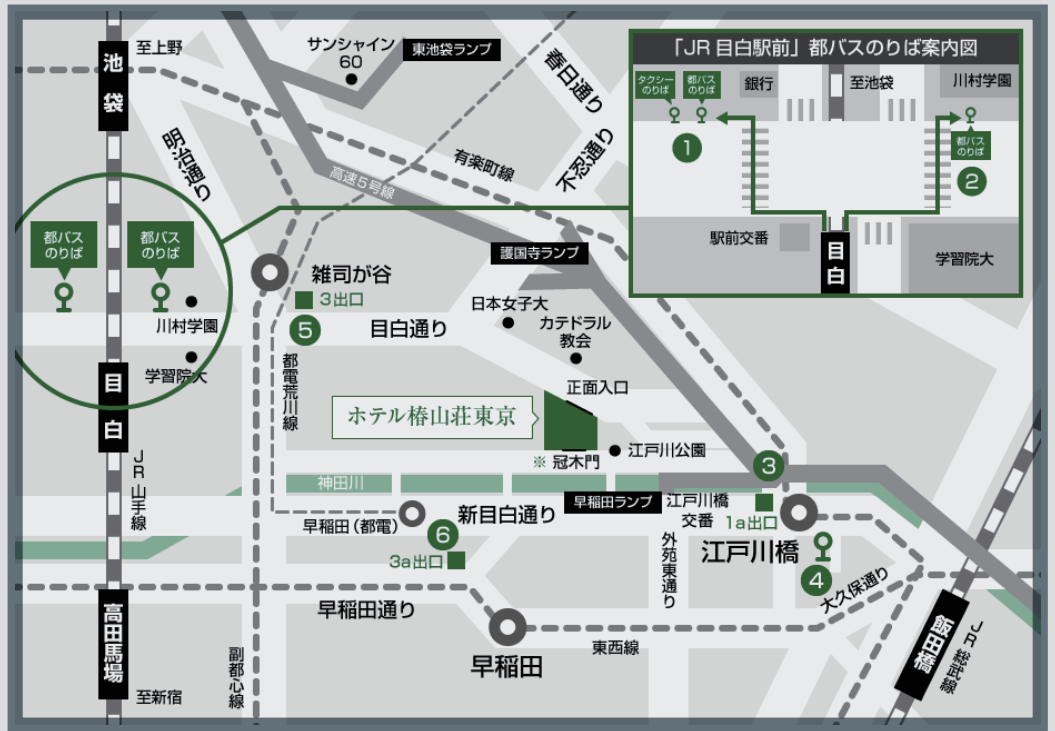 「JR 目白駅前」都バスのりば案内図
タクシー
のりば
都バス
のりば
銀行
至池袋
川村学園
都バス
のりば
1
2
駅前交番
目白
学習院大
池袋
至上野
サンシャイン
60
東池袋ランプ
春日通り
不忍通り
明治通り
有楽町線
高速5号線
護国寺ランプ
都バス
のりば
都バス
のりば
川村学園
学習院大
目白
雑司が谷
3出口
5
目白通り
日本女子大
カテドラル
教会
正面入口
都電荒川線
ホテル椿山荘東京
江戸川公園
※ 冠木門
JR山手線
神田川
早稲田ランプ
3
江戸川橋
交番
1a出口
早稲田(都電)
新目白通り
6
3a出口
外苑東通り
江戸川橋
4
大久保通り
早稲田通り
早稲田
東西線
高田馬場
至新宿
副都心線
飯田橋
JR総武線